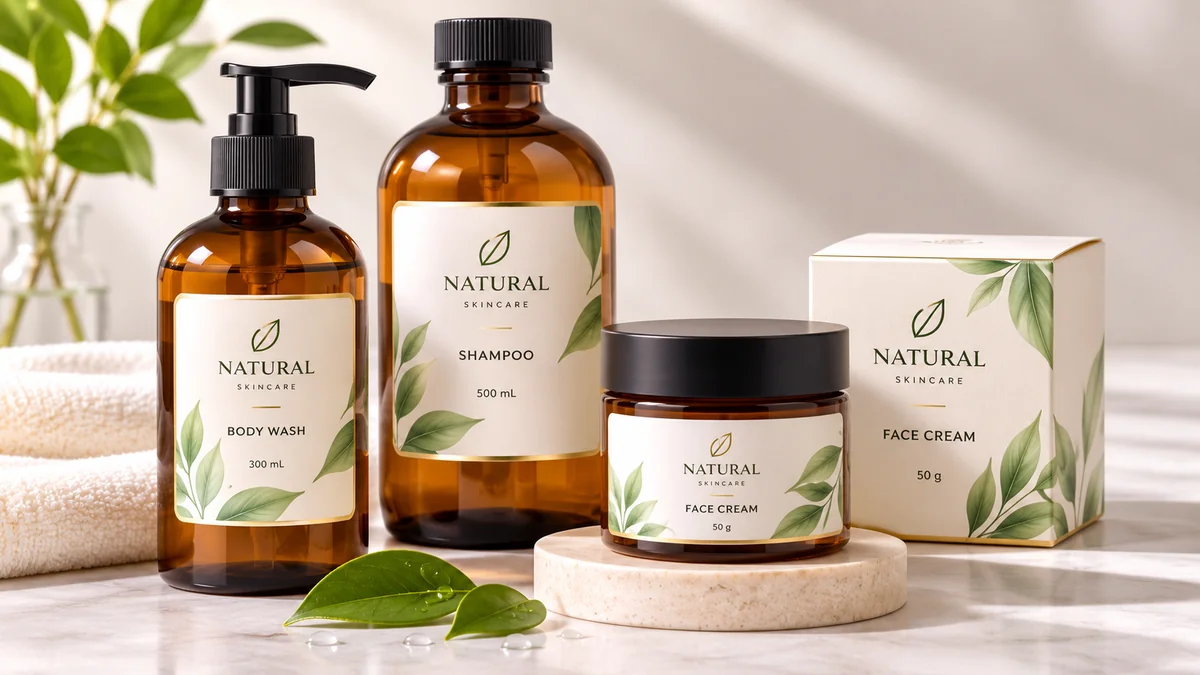 NATURAL
SKINCARE
BODY WASH
300 mL
NATURAL
SKINCARE
SHAMPOO
500 mL
NATURAL
SKINCARE
FACE CREAM
50 g
NATURAL
SKINCARE
FACE CREAM
50 g